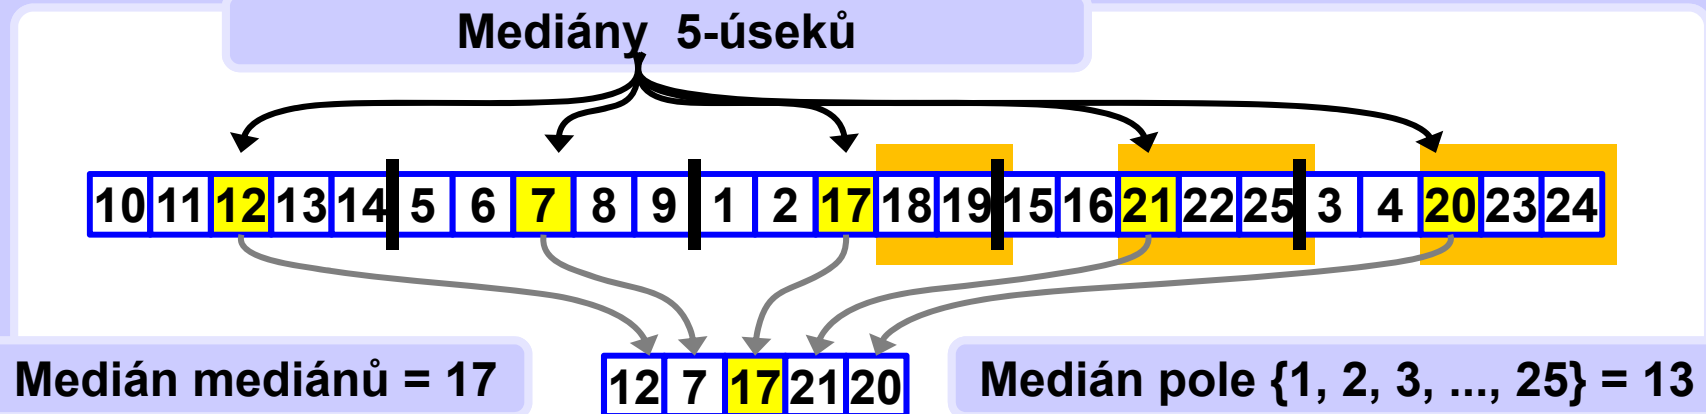 Mediány 5-úseků
10 11 12 13 14 5 6 7 8 9 1 2 17 18 19 15 16 21 22 25 3 4 20 23 24
Medián mediánů = 17
12 7 17 21 20
Medián pole {1, 2, 3, ..., 25} = 13